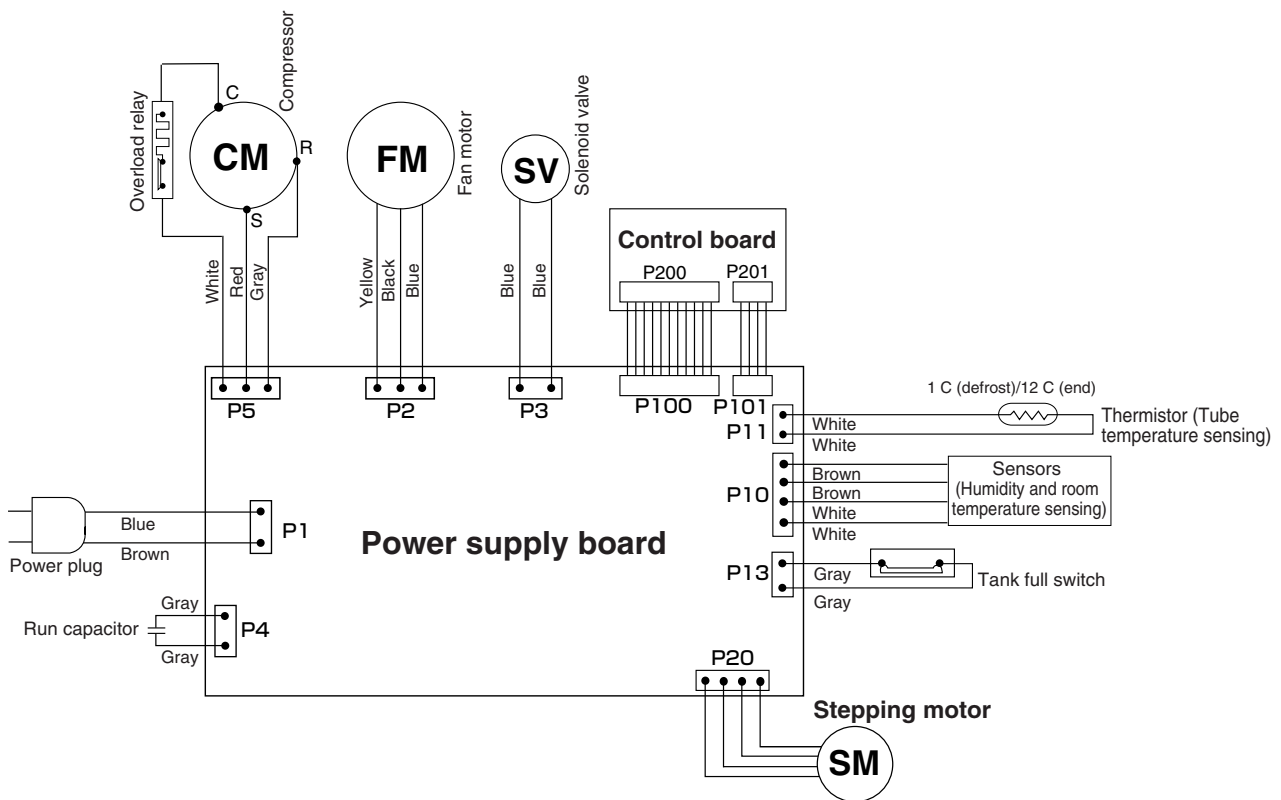 Overload relay
C
CM
R
S
Compressor
FM
Fan motor
SV
Solenoid valve
White
Red
Gray
Yellow
Black
Blue
Blue
Blue
Control board
P200
P201
P5
P2
P3
P100
P101
P11
White
White
1 C (defrost)/12 C (end)
Thermistor (Tube
temperature sensing)
P10
Brown
Brown
White
White
Sensors
(Humidity and room
temperature sensing)
Blue
Brown
Power plug
P1
Power supply board
P13
Gray
Gray
Tank full switch
Gray
Run capacitor
Gray
P4
P20
Stepping motor
SM